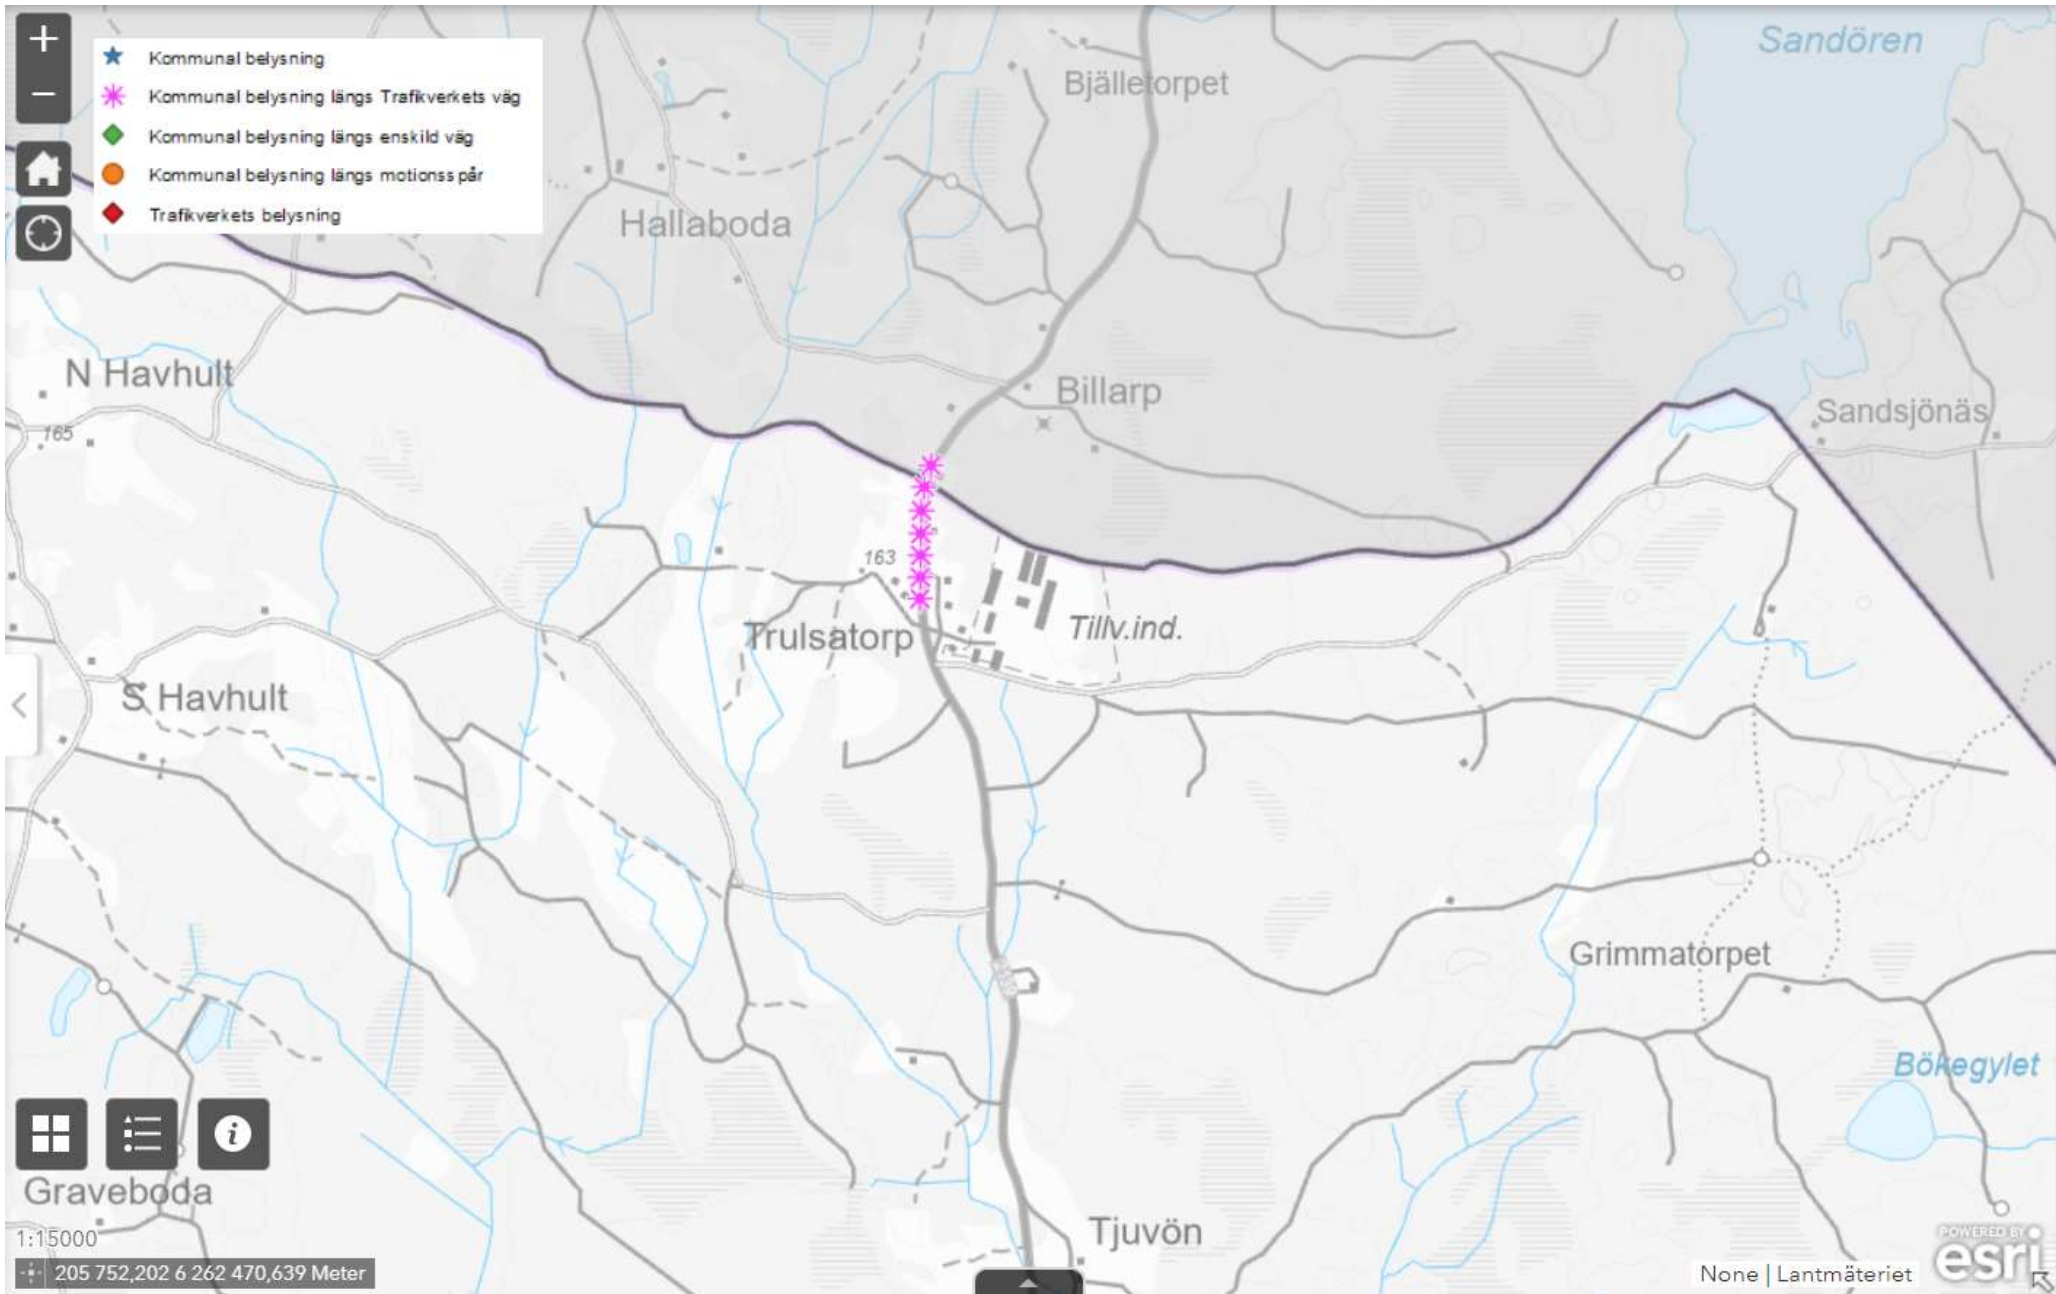 +
Kommunal belysning
Kommunal belysning längs Trafikverkets väg
Kommunal belysning längs enskild väg
Kommunal belysning längs motionsspår
Trafikverkets belysning
Sandören
Bjälletorpet
Hallaboda
N Havhult
Billarp
Sandsjönäs
165
163
Trulsatorp
Tillv.ind.
S Havhult
Grimmatorpet
Bökegylet
Graveboda
Tjuvön
1:15000
205 752,202 6 262 470,639 Meter
None | Lantmäteriet
POWERED BY
esri